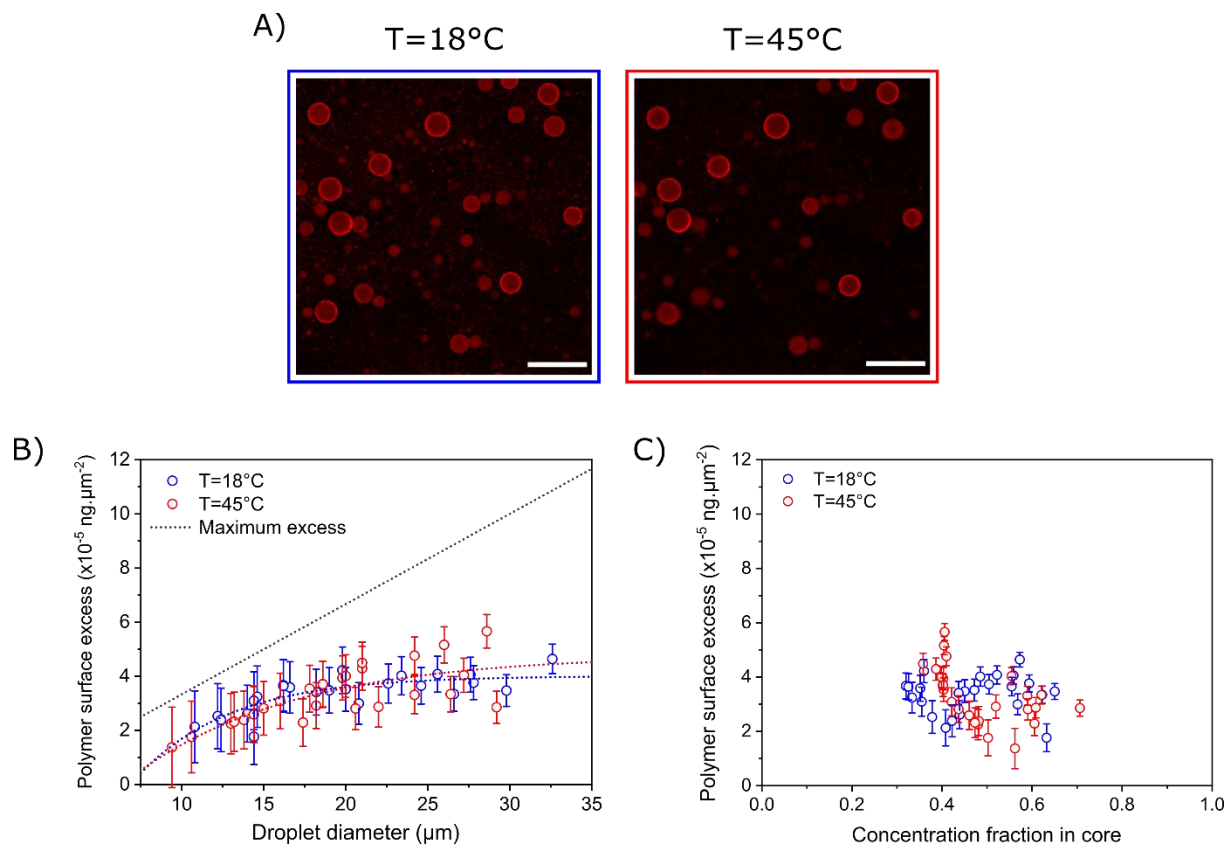 A)
T=18°C
T=45°C
B)
Polymer surface excess (x10⁻⁵ ng.µm⁻²)
12
10
8
6
4
2
0
T=18°C
T=45°C
Maximum excess
10
15
20
25
30
35
Droplet diameter (µm)
C)
Polymer surface excess (x10⁻⁵ ng.µm⁻²)
12
10
8
6
4
2
0
T=18°C
T=45°C
0.0
0.2
0.4
0.6
0.8
1.0
Concentration fraction in core